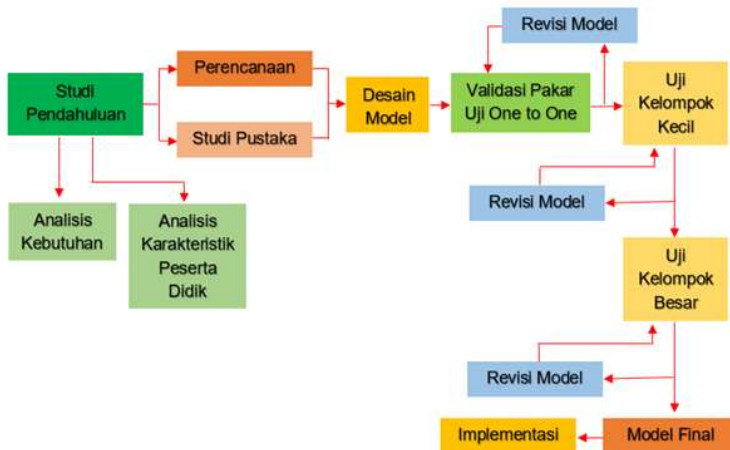 Revisi Model
Studi
Pendahuluan
Perencanaan
Studi Pustaka
Desain
Model
Validasi Pakar
Uji One to One
Uji
Kelompok
Kecil
Analisis
Kebutuhan
Analisis
Karakteristik
Peserta
Didik
Revisi Model
Uji
Kelompok
Besar
Revisi Model
Implementasi
Model Final